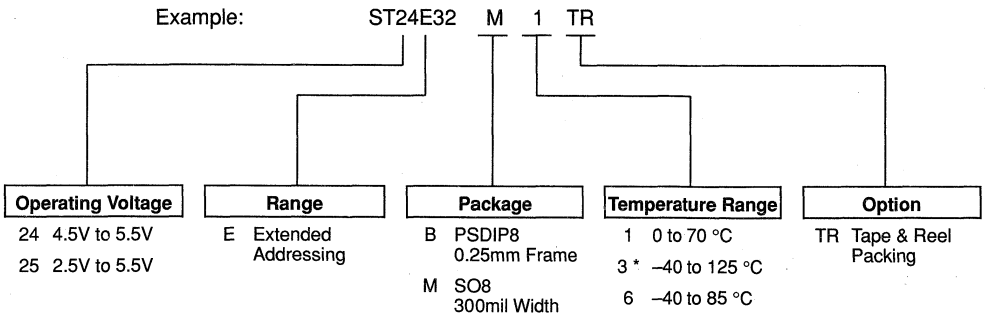 Example: ST24E32 M 1 TR
Operating Voltage
24 4.5V to 5.5V
25 2.5V to 5.5V
Range
E Extended
Addressing
Package
B PSDIP8
0.25mm Frame
M SO8
300mil Width
Temperature Range
1 0 to 70 °C
3 * –40 to 125 °C
6 –40 to 85 °C
Option
TR Tape & Reel
Packing